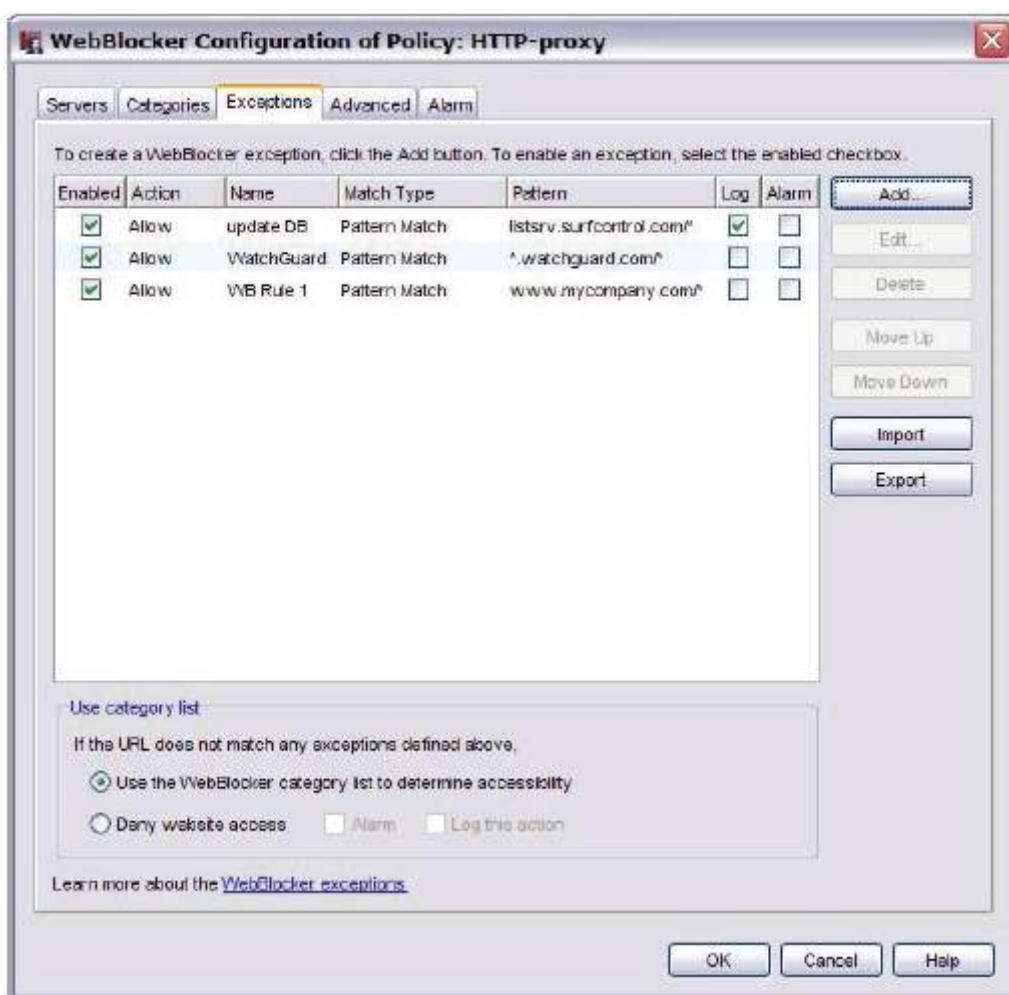 WebBlocker Configuration of Policy: HTTP-proxy
Servers Categories Exceptions Advanced Alarm
To create a WebBlocker exception, click the Add button. To enable an exception, select the enabled checkbox.
Enabled Action Name Match Type Pattern Log Alarm
Allow update DB Pattern Match listsrv.surfcontrol.com/*
Allow WatchGuard Pattern Match *.watchguard.com/*
Allow WB Rule 1 Pattern Match www.mycompany.com/*
Add...
Edit...
Delete
Move Up
Move Down
Import
Export
Use category list
If the URL does not match any exceptions defined above,
Use the WebBlocker category list to determine accessibility
Deny website access Alarm Log this action
Learn more about the WebBlocker exceptions
OK Cancel Help